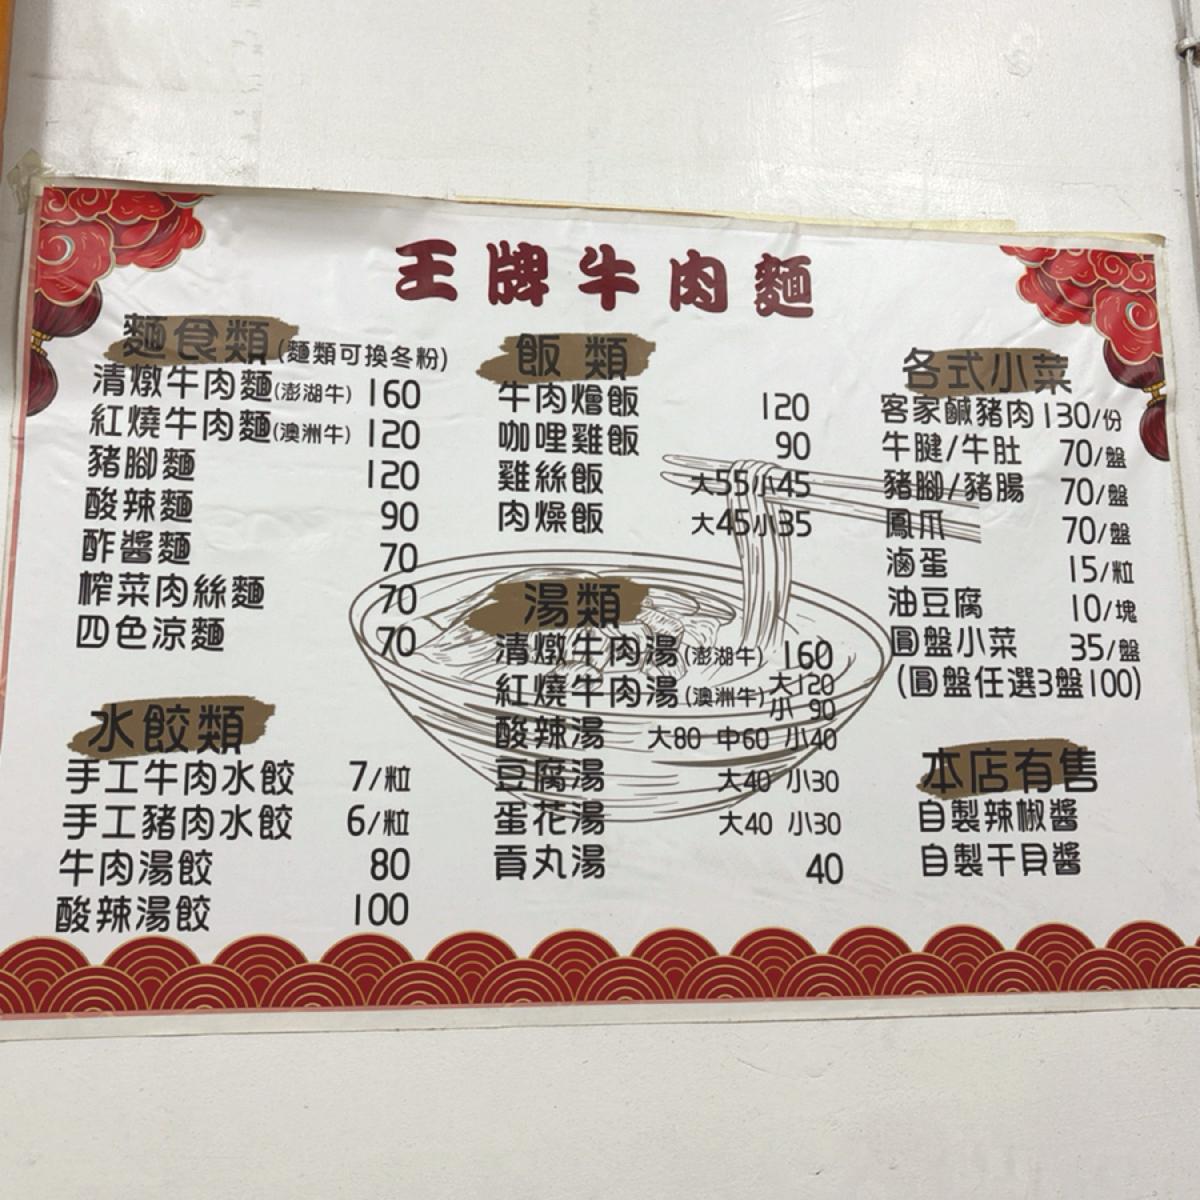 王牌牛肉麵
麵食類(麵類可換冬粉)
清燉牛肉麵(澎湖牛) 160
紅燒牛肉麵(澳洲牛) 120
豬腳麵 120
酸辣麵 90
酢醬麵 70
榨菜肉絲麵 70
四色涼麵 70
水餃類
手工牛肉水餃 7/粒
手工豬肉水餃 6/粒
牛肉湯餃 80
酸辣湯餃 100
飯類
牛肉燴飯 120
咖哩雞飯 90
雞絲飯 大55小45
肉燥飯 大45小35
湯類
清燉牛肉湯(澎湖牛) 160
紅燒牛肉湯(澳洲牛) 大120
小 90
酸辣湯 大80 中60 小40
豆腐湯 大40 小30
蛋花湯 大40 小30
貢丸湯 40
各式小菜
客家鹹豬肉130/份
牛腱/牛肚 70/盤
豬腳/豬腸 70/盤
鳳爪 70/盤
滷蛋 15/粒
油豆腐 10/塊
圓盤小菜 35/盤
(圓盤任選3盤100)
本店有售
自製辣椒醬
自製干貝醬